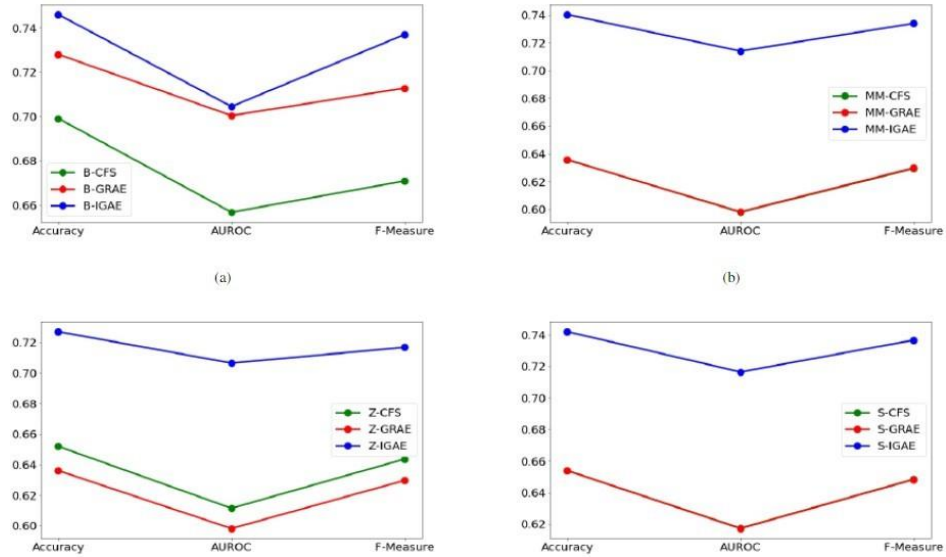 0.74
0.72
0.70
0.68
0.66
B-CFS
B-GRAE
B-IGAE
Accuracy AUROC F-Measure
(a)
0.74
0.72
0.70
0.68
0.66
0.64
0.62
0.60
MM-CFS
MM-GRAE
MM-IGAE
Accuracy AUROC F-Measure
(b)
0.72
0.70
0.68
0.66
0.64
0.62
0.60
Z-CFS
Z-GRAE
Z-IGAE
Accuracy AUROC F-Measure
0.74
0.72
0.70
0.68
0.66
0.64
0.62
S-CFS
S-GRAE
S-IGAE
Accuracy AUROC F-Measure